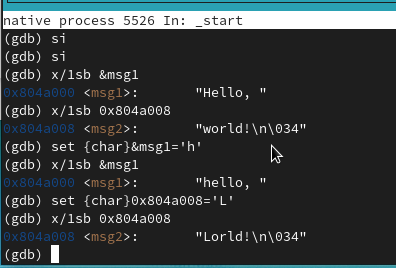 native process 5526 In: _start
(gdb) si
(gdb) si
(gdb) x/1sb &msg1
0x804a000 <msg1>:       "Hello, "
(gdb) x/1sb 0x804a008
0x804a008 <msg2>:       "world!\n\034"
(gdb) set {char}&msg1='h'
(gdb) x/1sb &msg1
0x804a000 <msg1>:       "hello, "
(gdb) set {char}0x804a008='L'
(gdb) x/1sb 0x804a008
0x804a008 <msg2>:       "Lorld!\n\034"
(gdb)